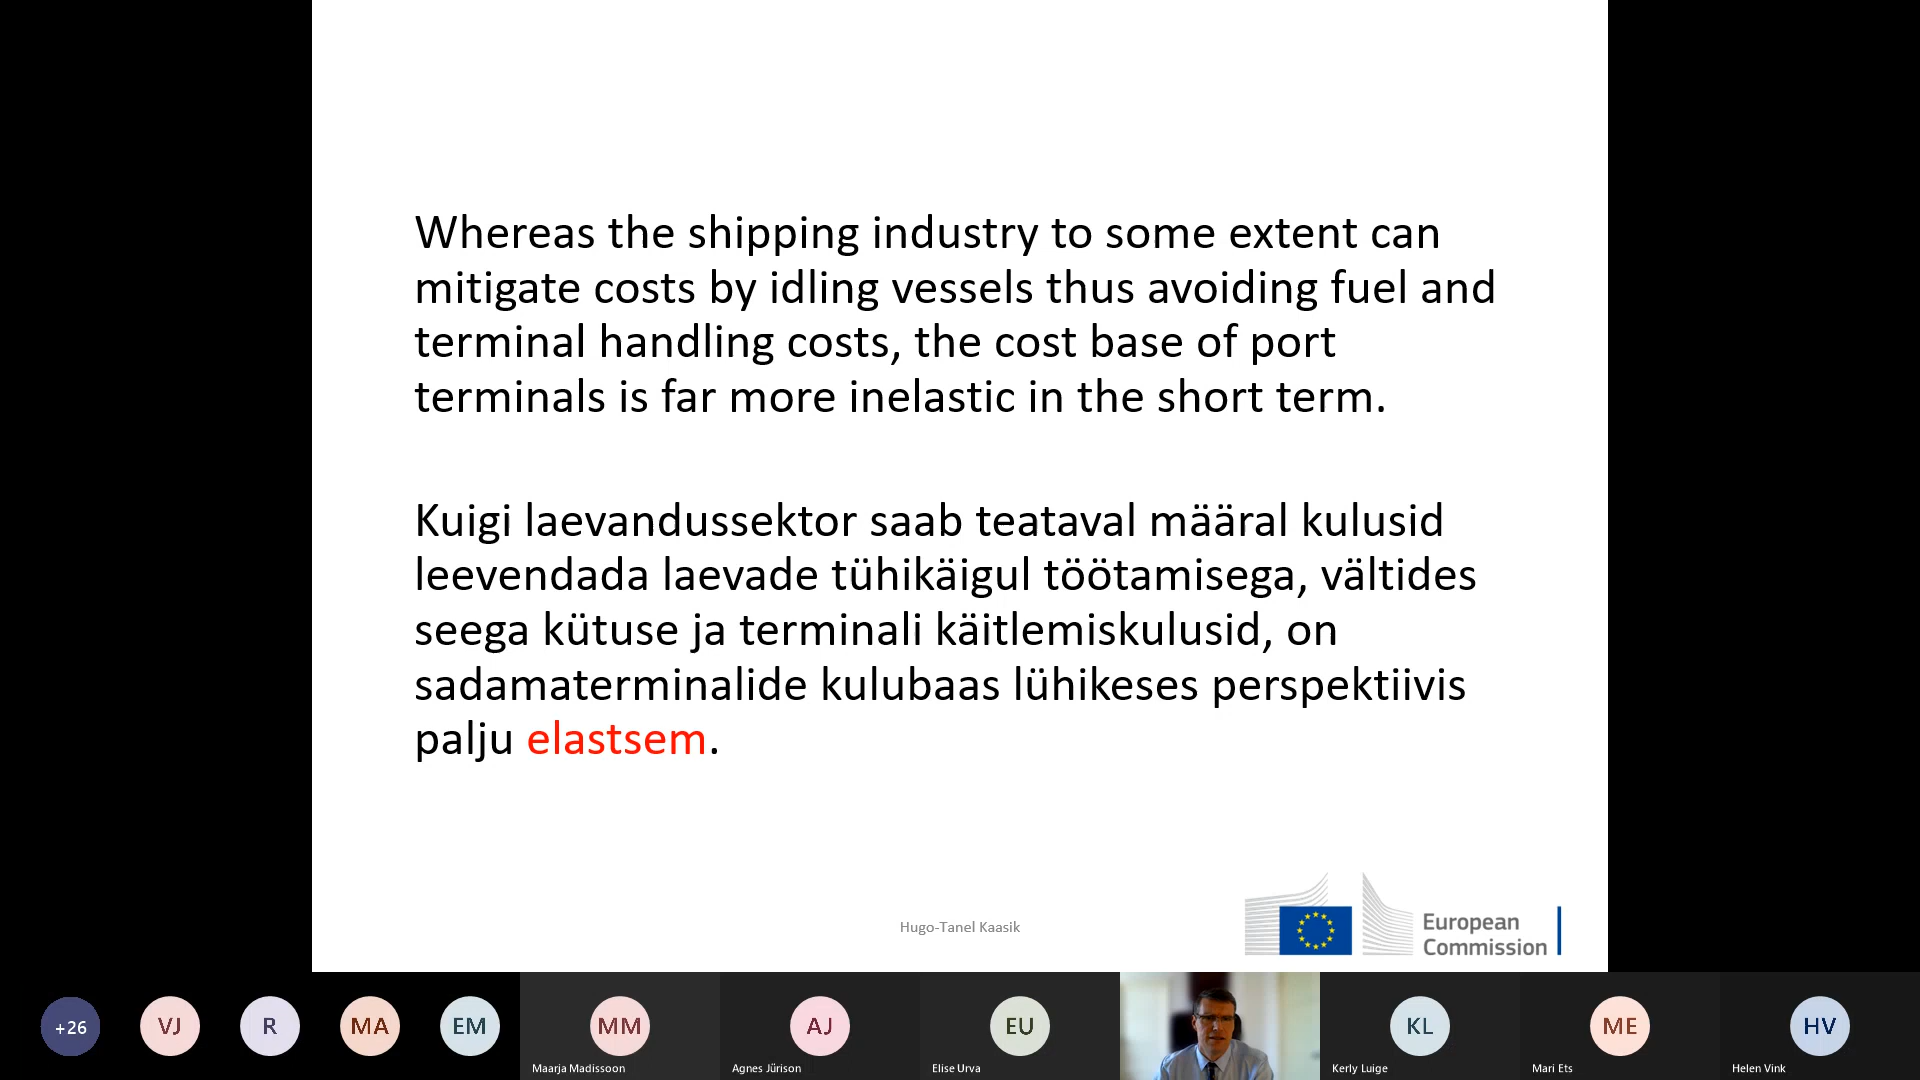 Whereas the shipping industry to some extent can
mitigate costs by idling vessels thus avoiding fuel and
terminal handling costs, the cost base of port
terminals is far more inelastic in the short term.
Kuigi laevandussektor saab teataval määral kulusid
leevendada laevade tühikäigul töötamisega, vältides
seega kütuse ja terminali käitlemiskulusid, on
sadamaterminalide kulubaas lühikeses perspektiivis
palju elastsem.
Hugo-Tanel Kaasik
European
Commission
+26
VJ
R
MA
EM
MM
Maarja Madissoon
AJ
Agnes Jürison
EU
Elise Urva
KL
Kerly Luige
ME
Mari Ets
HV
Helen Vink